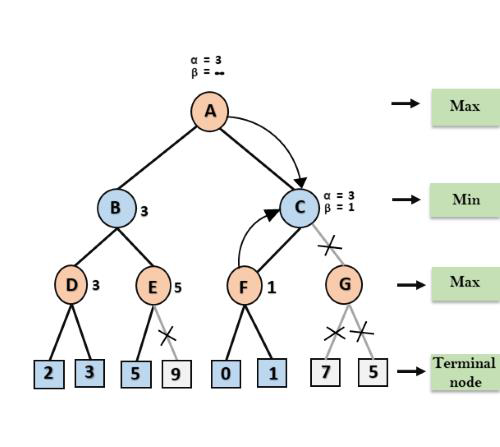 α = 3
β = -∞
A
Max
B 3
C
α = 3
β = 1
Min
D 3
E 5
F 1
G
Max
2 3 5 9 0 1 7 5
Terminal
node